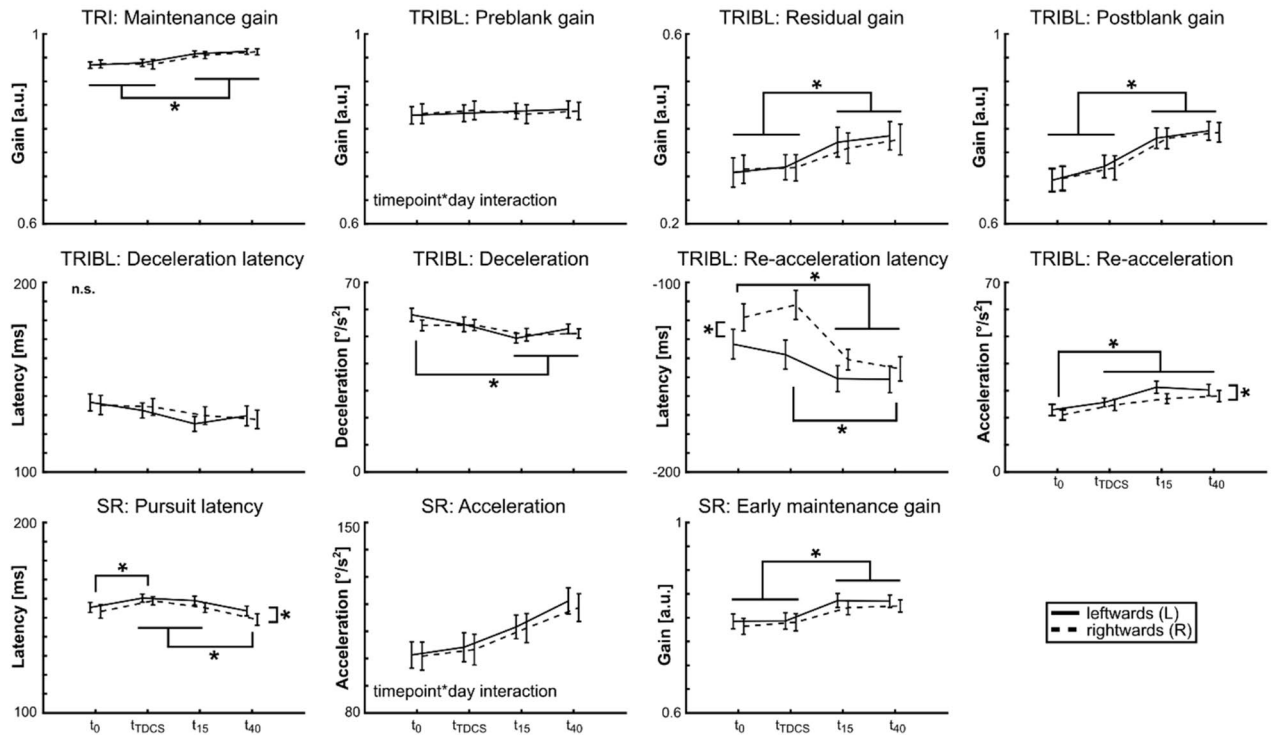 TRI: Maintenance gain
1
Gain [a.u.]
*
0.6
TRIBL: Preblank gain
1
Gain [a.u.]
timepoint*day interaction
0.6
TRIBL: Residual gain
0.6
Gain [a.u.]
*
0.2
TRIBL: Postblank gain
1
Gain [a.u.]
*
0.6
TRIBL: Deceleration latency
200
n.s.
Latency [ms]
100
TRIBL: Deceleration
70
Deceleration [°/s²]
*
0
TRIBL: Re-acceleration latency
-100
*
*
Latency [ms]
*
-200
TRIBL: Re-acceleration
70
Acceleration [°/s²]
*
*
0
t0 tTDCS t15 t40
SR: Pursuit latency
200
Latency [ms]
*
*
*
100
t0 tTDCS t15 t40
SR: Acceleration
150
Acceleration [°/s²]
timepoint*day interaction
80
t0 tTDCS t15 t40
SR: Early maintenance gain
1
Gain [a.u.]
*
0.6
t0 tTDCS t15 t40
leftwards (L)
rightwards (R)